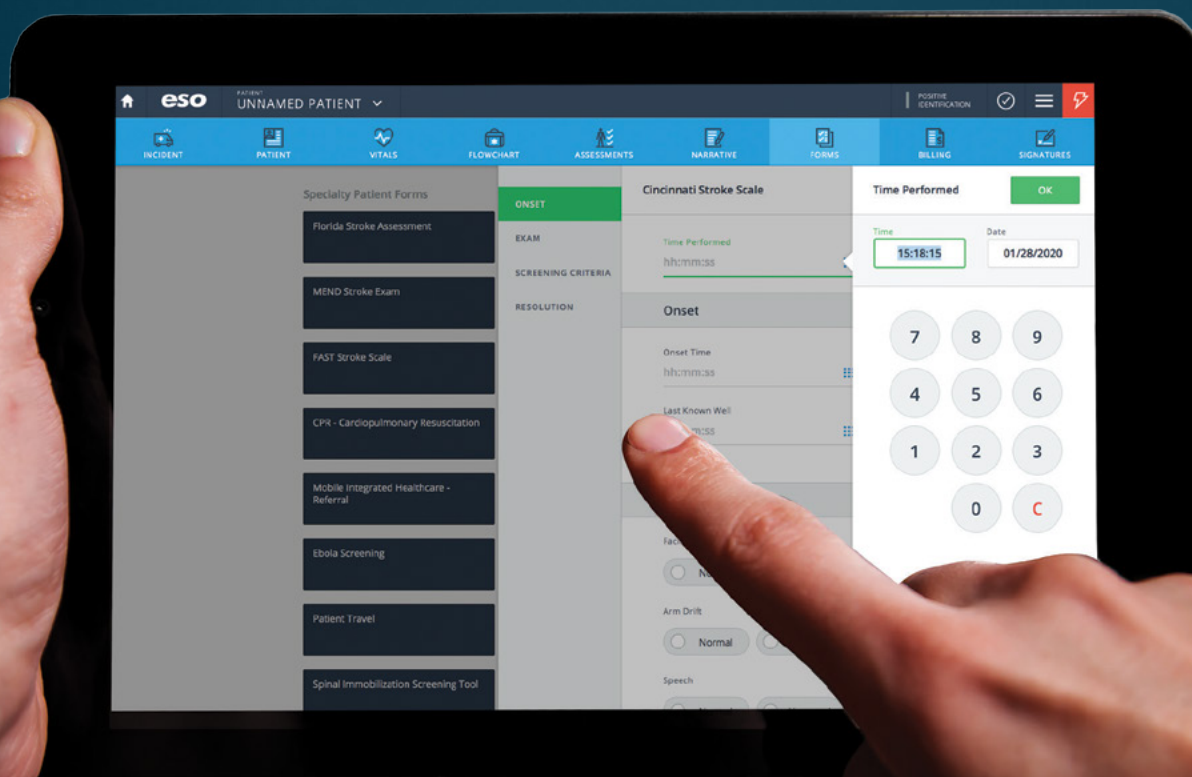 eso
PATIENT
UNNAMED PATIENT
POSITIVE
IDENTIFICATION
INCIDENT
PATIENT
VITALS
FLOWCHART
ASSESSMENTS
NARRATIVE
FORMS
BILLING
SIGNATURES
Specialty Patient Forms
Florida Stroke Assessment
MEND Stroke Exam
FAST Stroke Scale
CPR - Cardiopulmonary Resuscitation
Mobile Integrated Healthcare -
Referral
Ebola Screening
Patient Travel
Spinal Immobilization Screening Tool
ONSET
EXAM
SCREENING CRITERIA
RESOLUTION
Cincinnati Stroke Scale
Time Performed
hh:mm:ss
Onset
Onset Time
hh:mm:ss
Last Known Well
Arm Drift
Normal
Speech
Time Performed
OK
Time
Date
15:18:15
01/28/2020
7 8 9
4 5 6
1 2 3
0 C